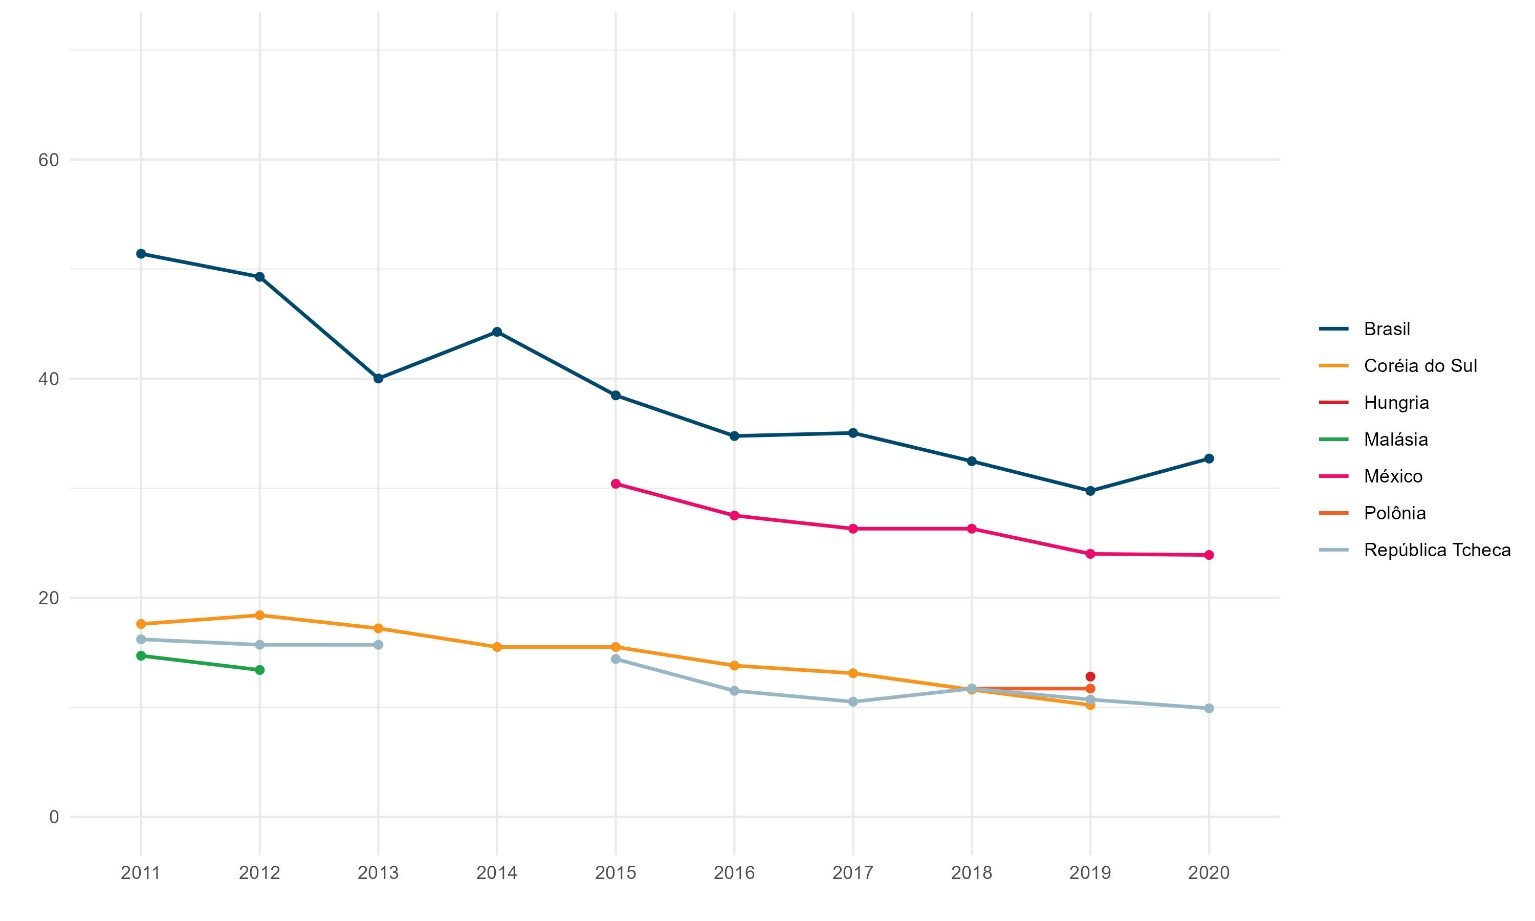 60
40
20
0
2011 2012 2013 2014 2015 2016 2017 2018 2019 2020
Brasil
Coréia do Sul
Hungria
Malásia
México
Polônia
República Tcheca